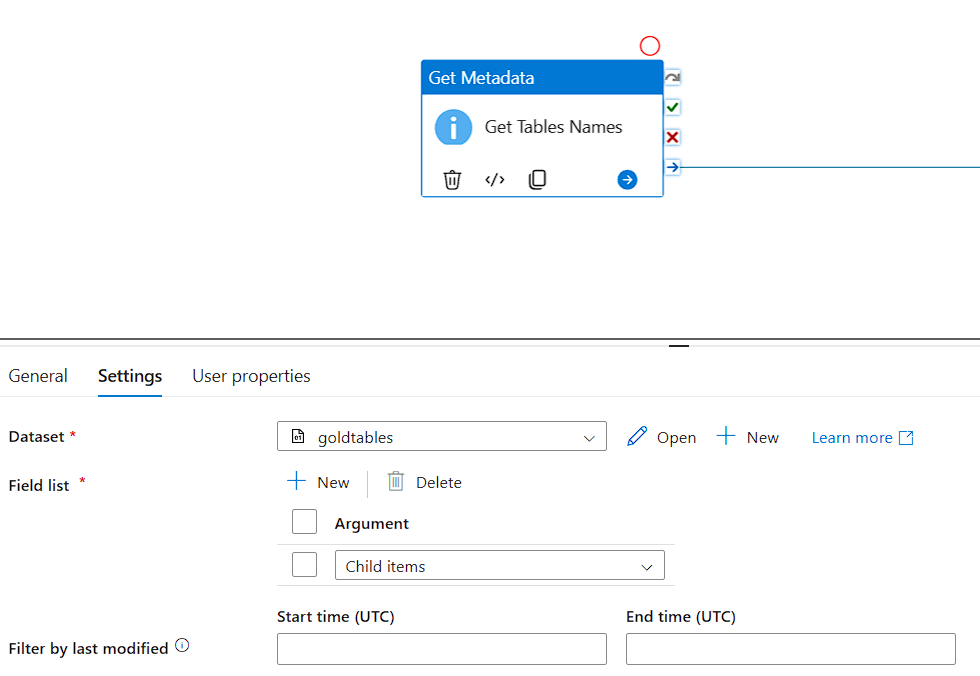 Get Metadata
Get Tables Names
General Settings User properties
Dataset * goldtables Open New Learn more
Field list * New Delete
Argument
Child items
Start time (UTC) End time (UTC)
Filter by last modified